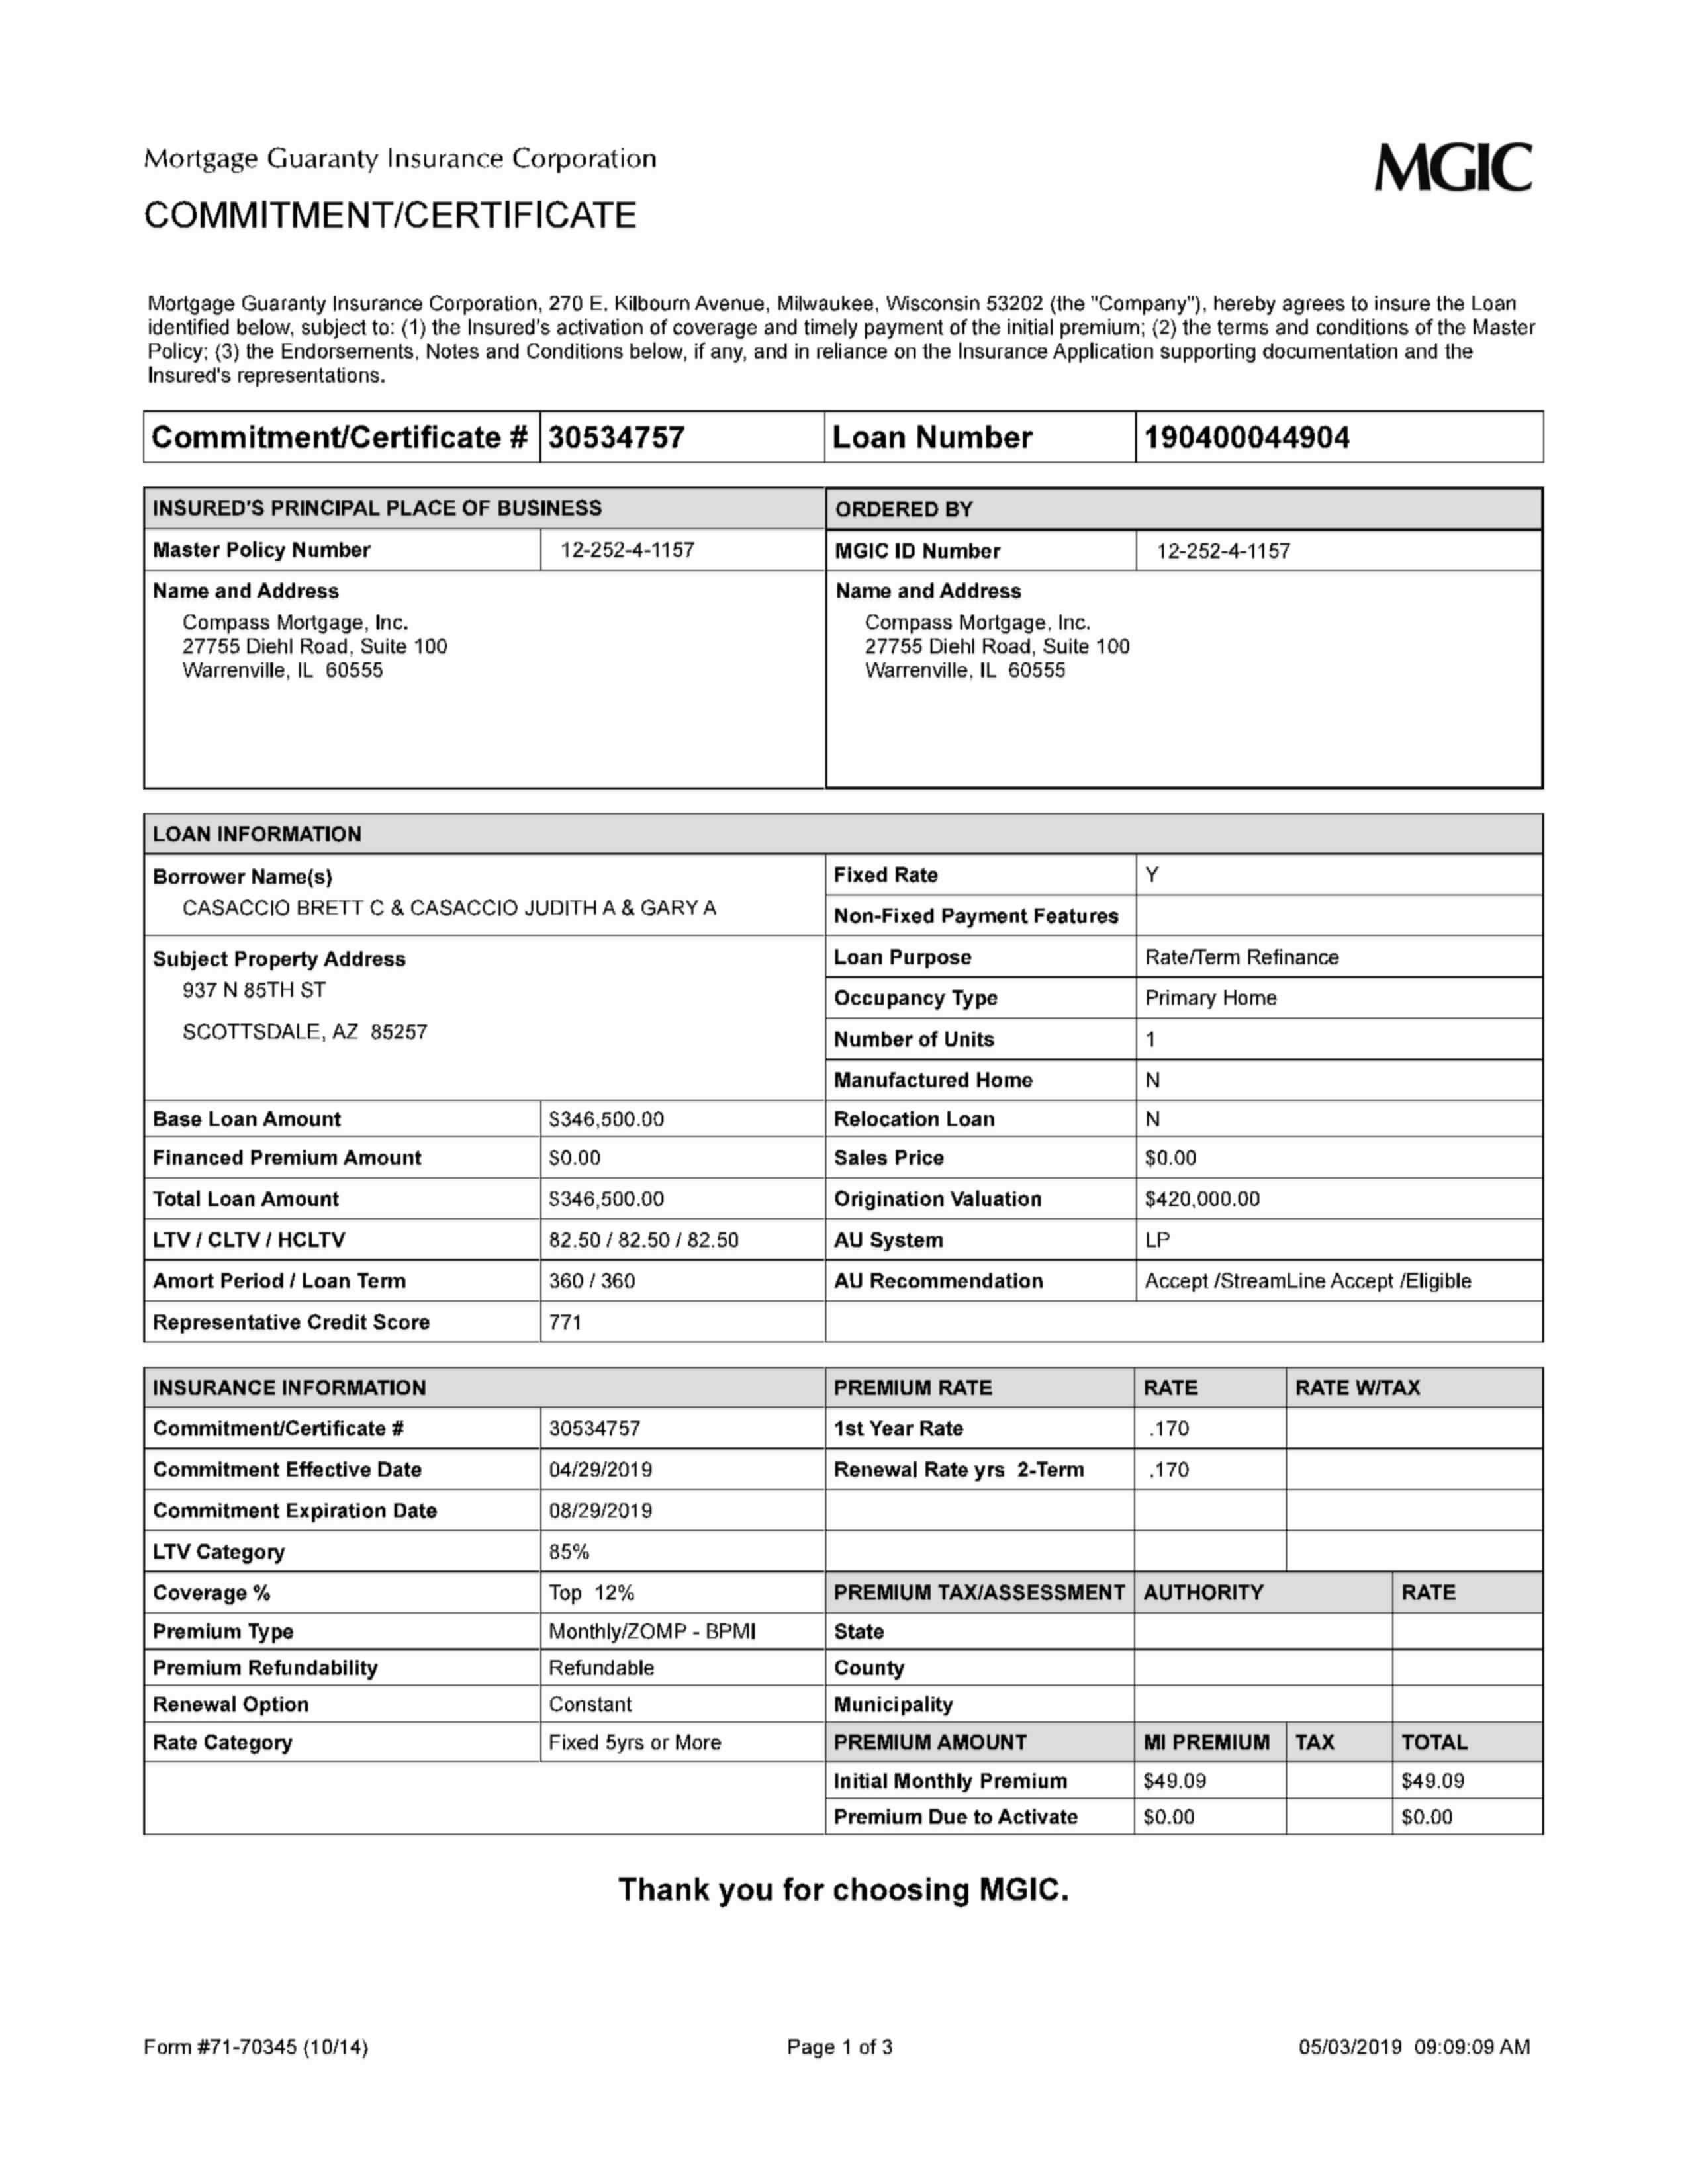 Mortgage Guaranty Insurance Corporation
MGIC
COMMITMENT/CERTIFICATE
Mortgage Guaranty Insurance Corporation, 270 E. Kilbourn Avenue, Milwaukee, Wisconsin 53202 (the "Company"), hereby agrees to insure the Loan
identified below, subject to: (1) the Insured's activation of coverage and timely payment of the initial premium; (2) the terms and conditions of the Master
Policy; (3) the Endorsements, Notes and Conditions below, if any, and in reliance on the Insurance Application supporting documentation and the
Insured's representations.
Commitment/Certificate # 30534757 Loan Number 190400044904
INSURED'S PRINCIPAL PLACE OF BUSINESS
Master Policy Number 12-252-4-1157
Name and Address
Compass Mortgage, Inc.
27755 Diehl Road, Suite 100
Warrenville, IL 60555
ORDERED BY
MGIC ID Number 12-252-4-1157
Name and Address
Compass Mortgage, Inc.
27755 Diehl Road, Suite 100
Warrenville, IL 60555
LOAN INFORMATION
Borrower Name(s)
CASACCIO BRETT C & CASACCIO JUDITH A & GARY A
Subject Property Address
937 N 85TH ST
SCOTTSDALE, AZ 85257
Fixed Rate Y
Non-Fixed Payment Features
Loan Purpose Rate/Term Refinance
Occupancy Type Primary Home
Number of Units 1
Manufactured Home N
Base Loan Amount $346,500.00 Relocation Loan N
Financed Premium Amount $0.00 Sales Price $0.00
Total Loan Amount $346,500.00 Origination Valuation $420,000.00
LTV / CLTV / HCLTV 82.50 / 82.50 / 82.50 AU System LP
Amort Period / Loan Term 360 / 360 AU Recommendation Accept /StreamLine Accept /Eligible
Representative Credit Score 771
INSURANCE INFORMATION PREMIUM RATE RATE RATE W/TAX
Commitment/Certificate # 30534757 1st Year Rate .170
Commitment Effective Date 04/29/2019 Renewal Rate yrs 2-Term .170
Commitment Expiration Date 08/29/2019
LTV Category 85%
Coverage % Top 12% PREMIUM TAX/ASSESSMENT AUTHORITY RATE
Premium Type Monthly/ZOMP - BPMI State
Premium Refundability Refundable County
Renewal Option Constant Municipality
Rate Category Fixed 5yrs or More PREMIUM AMOUNT MI PREMIUM TAX TOTAL
Initial Monthly Premium $49.09 $49.09
Premium Due to Activate $0.00 $0.00
Thank you for choosing MGIC.
Form #71-70345 (10/14) Page 1 of 3 05/03/2019 09:09:09 AM